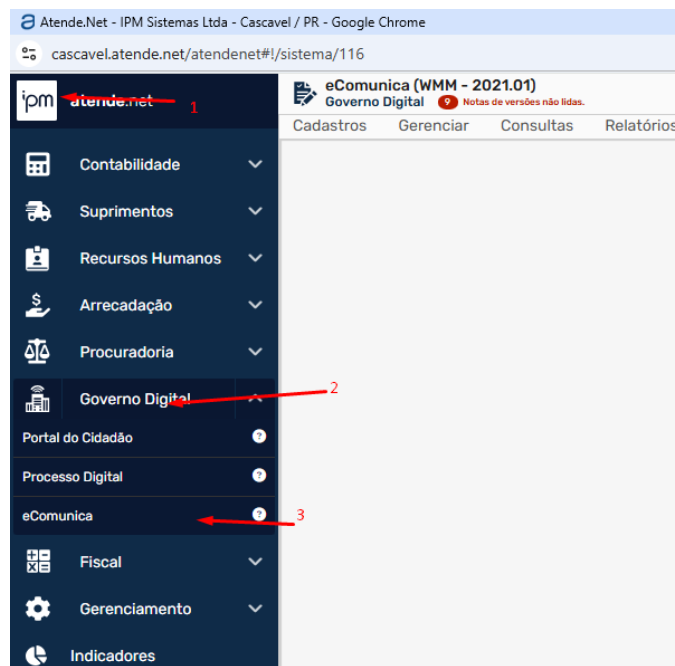 Atende.Net - IPM Sistemas Ltda - Cascavel / PR - Google Chrome
cascavel.atende.net/atendenet#!/sistema/116
ipm atende.net 1
eComunica (WMM - 2021.01)
Governo Digital 9 Notas de versões não lidas.
Cadastros Gerenciar Consultas Relatórios
Contabilidade
Suprimentos
Recursos Humanos
Arrecadação
Procuradoria
Governo Digital 2
Portal do Cidadão ?
Processo Digital ?
eComunica ? 3
Fiscal
Gerenciamento
Indicadores